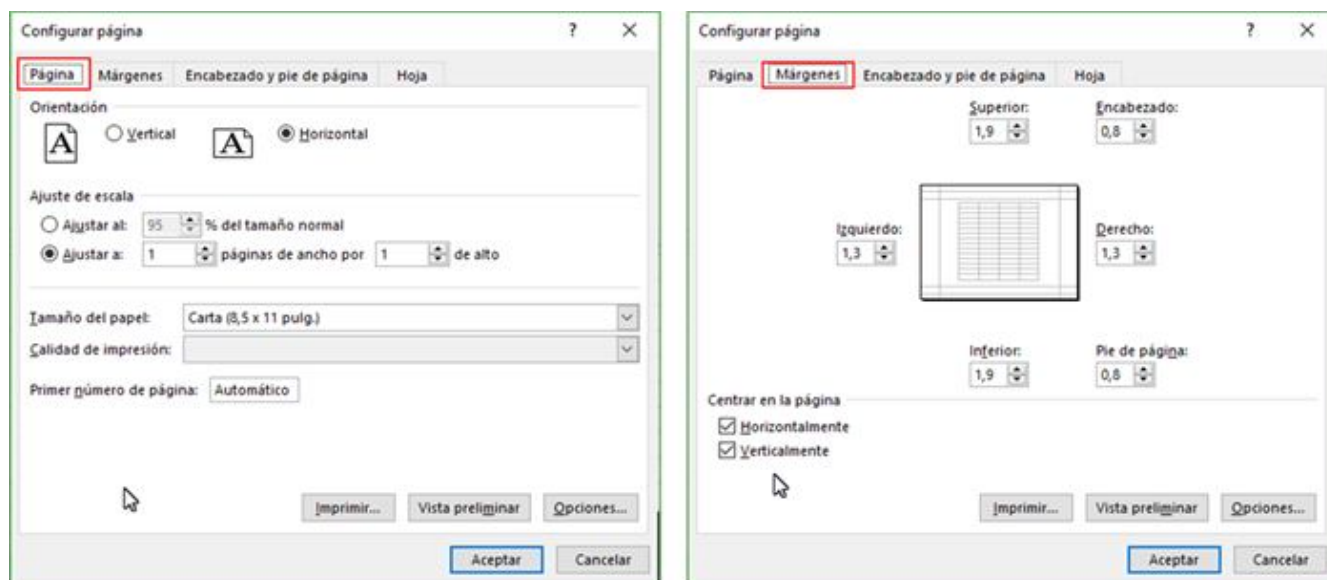 Configurar página
Página Márgenes Encabezado y pie de página Hoja
Orientación
A Vertical A Horizontal
Ajuste de escala
Ajustar al: 95 % del tamaño normal
Ajustar a: 1 páginas de ancho por 1 de alto
Tamaño del papel: Carta (8,5 x 11 pulg.)
Calidad de impresión:
Primer número de página: Automático
Imprimir... Vista preliminar Opciones...
Aceptar Cancelar
Configurar página
Página Márgenes Encabezado y pie de página Hoja
Superior: Encabezado:
1,9 0,8
Izquierdo: Derecho:
1,3 1,3
Inferior: Pie de página:
1,9 0,8
Centrar en la página
Horizontalmente
Verticalmente
Imprimir... Vista preliminar Opciones...
Aceptar Cancelar